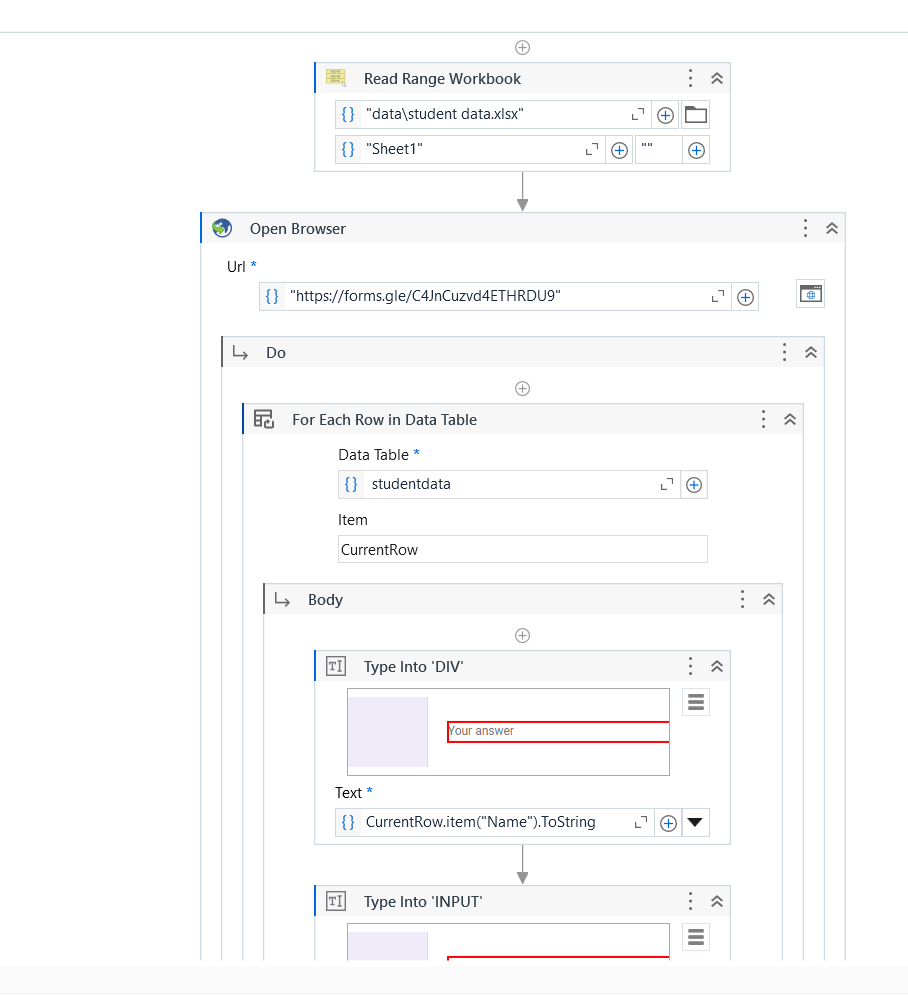 Read Range Workbook
{} "data\student data.xlsx"
{} "Sheet1" ""
Open Browser
Url *
{} "https://forms.gle/C4JnCuzvd4ETHRDU9"
Do
For Each Row in Data Table
Data Table *
{} studentdata
Item
CurrentRow
Body
TI Type Into 'DIV'
Your answer
Text *
{} CurrentRow.item("Name").ToString
TI Type Into 'INPUT'